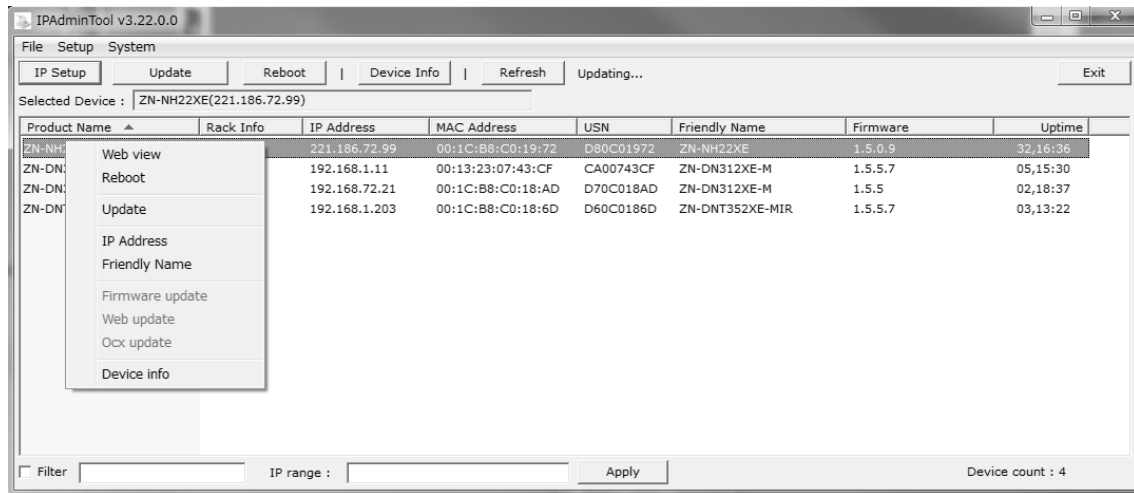 IPAdminTool v3.22.0.0
File Setup System
IP Setup Update Reboot | Device Info | Refresh Updating... Exit
Selected Device : ZN-NH22XE(221.186.72.99)
Product Name Rack Info IP Address MAC Address USN Friendly Name Firmware Uptime
221.186.72.99 00:1C:B8:C0:19:72 D80C01972 ZN-NH22XE 1.5.0.9 32,16:36
192.168.1.11 00:13:23:07:43:CF CA00743CF ZN-DN312XE-M 1.5.5.7 05,15:30
192.168.72.21 00:1C:B8:C0:18:AD D70C018AD ZN-DN312XE-M 1.5.5 02,18:37
ZN-DNT 192.168.1.203 00:1C:B8:C0:18:6D D60C0186D ZN-DNT352XE-MIR 1.5.5.7 03,13:22
Web view
Reboot
Update
IP Address
Friendly Name
Firmware update
Web update
Ocx update
Device info
Filter IP range : Apply Device count : 4